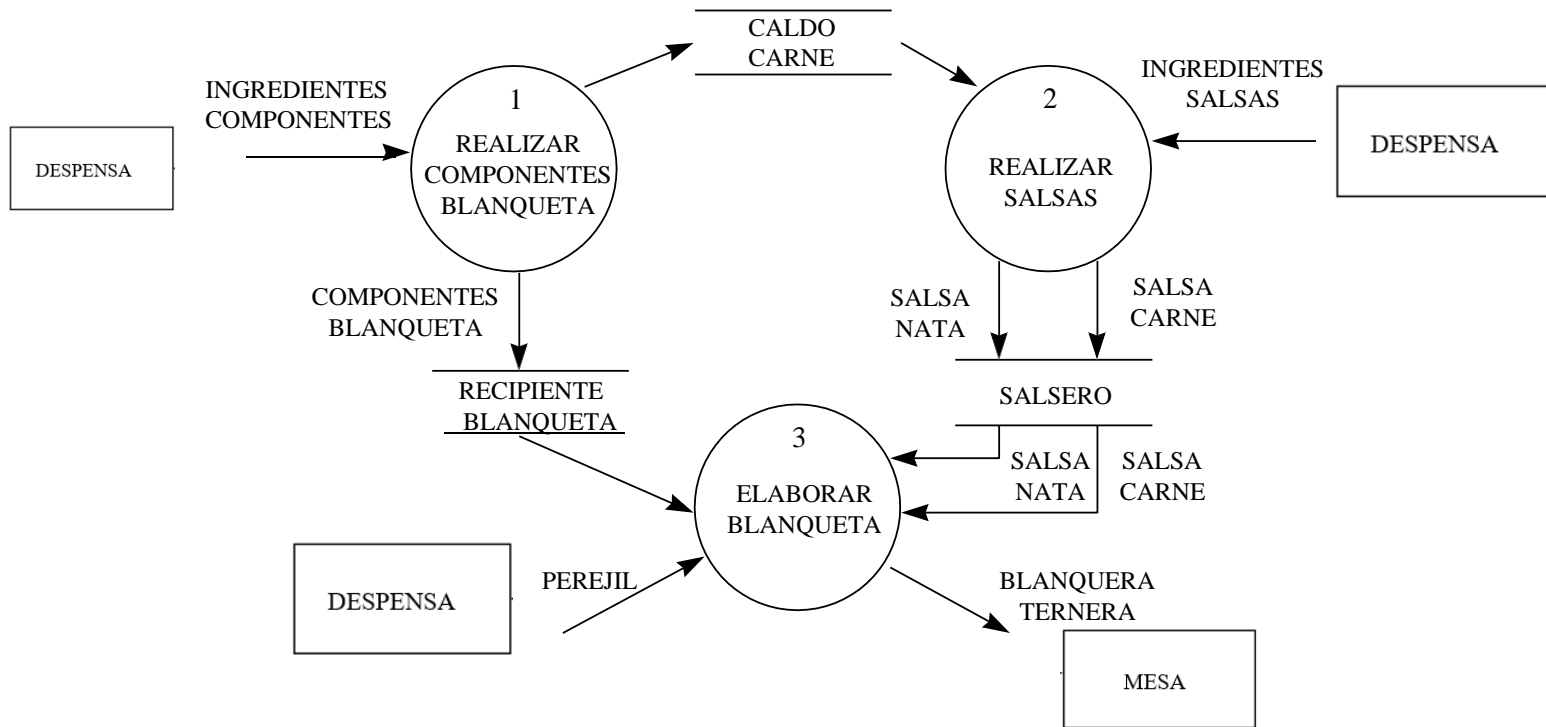 CALDO
CARNE
INGREDIENTES
COMPONENTES
DESPENSA
1
REALIZAR
COMPONENTES
BLANQUETA
2
REALIZAR
SALSAS
INGREDIENTES
SALSAS
DESPENSA
COMPONENTES
BLANQUETA
SALSA
NATA
SALSA
CARNE
RECIPIENTE
BLANQUETA
SALSERO
3
ELABORAR
BLANQUETA
SALSA
NATA
SALSA
CARNE
DESPENSA
PEREJIL
BLANQUERA
TERNERA
MESA